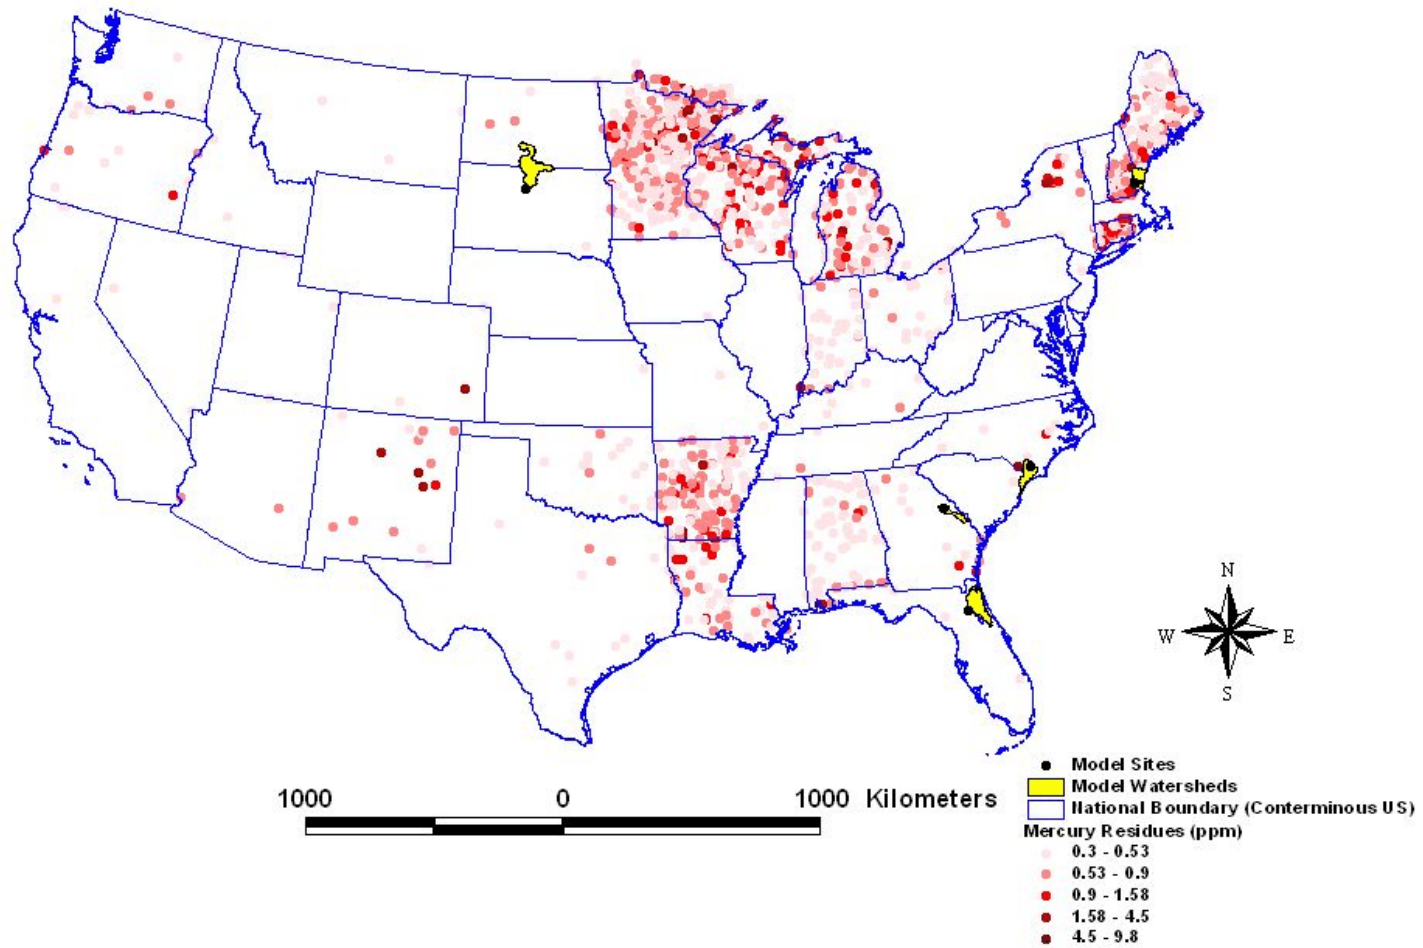 N
W E
S
1000 0 1000 Kilometers
Model Sites
Model Watersheds
National Boundary (Conterminous US)
Mercury Residues (ppm)
0.3 - 0.53
0.53 - 0.9
0.9 - 1.58
1.58 - 4.5
4.5 - 9.8